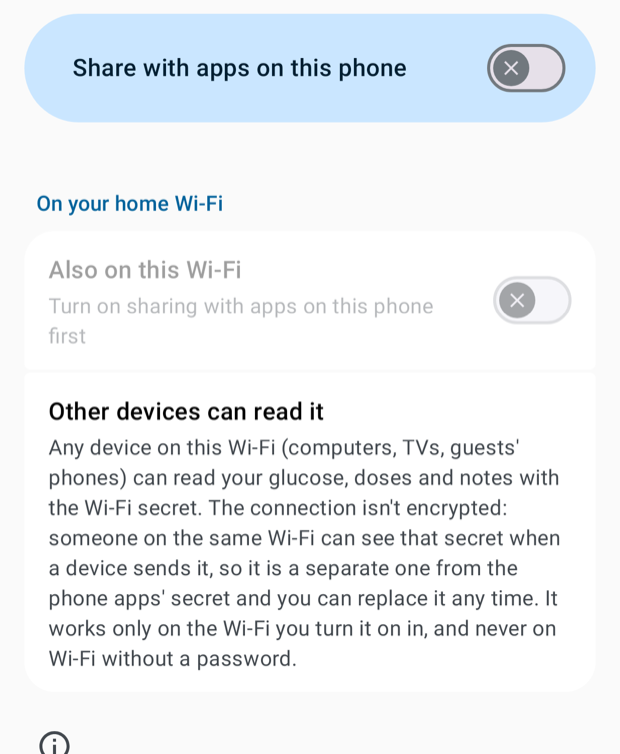 Share with apps on this phone
On your home Wi-Fi
Also on this Wi-Fi
Turn on sharing with apps on this phone
first
Other devices can read it
Any device on this Wi-Fi (computers, TVs, guests'
phones) can read your glucose, doses and notes with
the Wi-Fi secret. The connection isn't encrypted:
someone on the same Wi-Fi can see that secret when
a device sends it, so it is a separate one from the
phone apps' secret and you can replace it any time. It
works only on the Wi-Fi you turn it on in, and never on
Wi-Fi without a password.